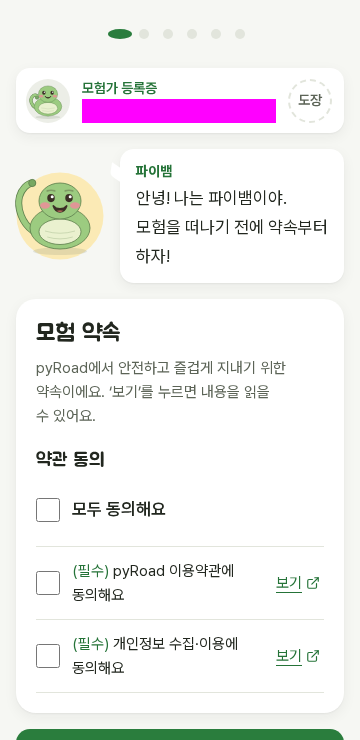 모험가 등록증
도장
파이뱀
안녕! 나는 파이뱀이야.
모험을 떠나기 전에 약속부터
하자!
모험 약속
pyRoad에서 안전하고 즐겁게 지내기 위한
약속이에요. ‘보기’를 누르면 내용을 읽을
수 있어요.
약관 동의
모두 동의해요
(필수) pyRoad 이용약관에
동의해요
보기
(필수) 개인정보 수집·이용에
동의해요
보기